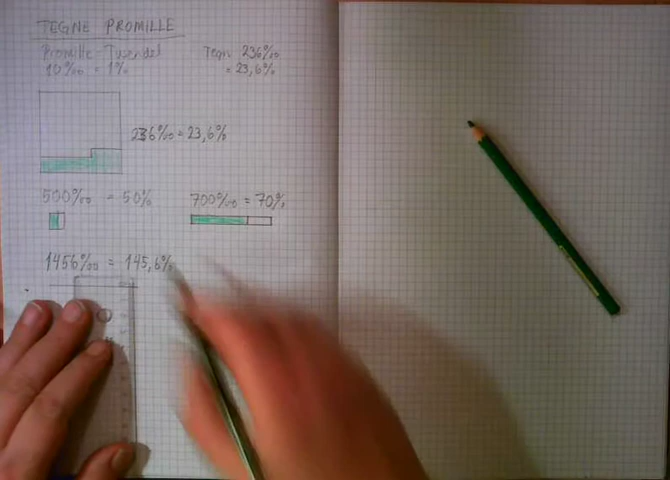 TEGNE PROMILLE
Promille-Tusendel
10‰ = 1%
Tegn 236‰
= 23,6%
236‰ = 23,6%
500‰ = 50%
700‰ = 70%
1456‰ = 145,6%